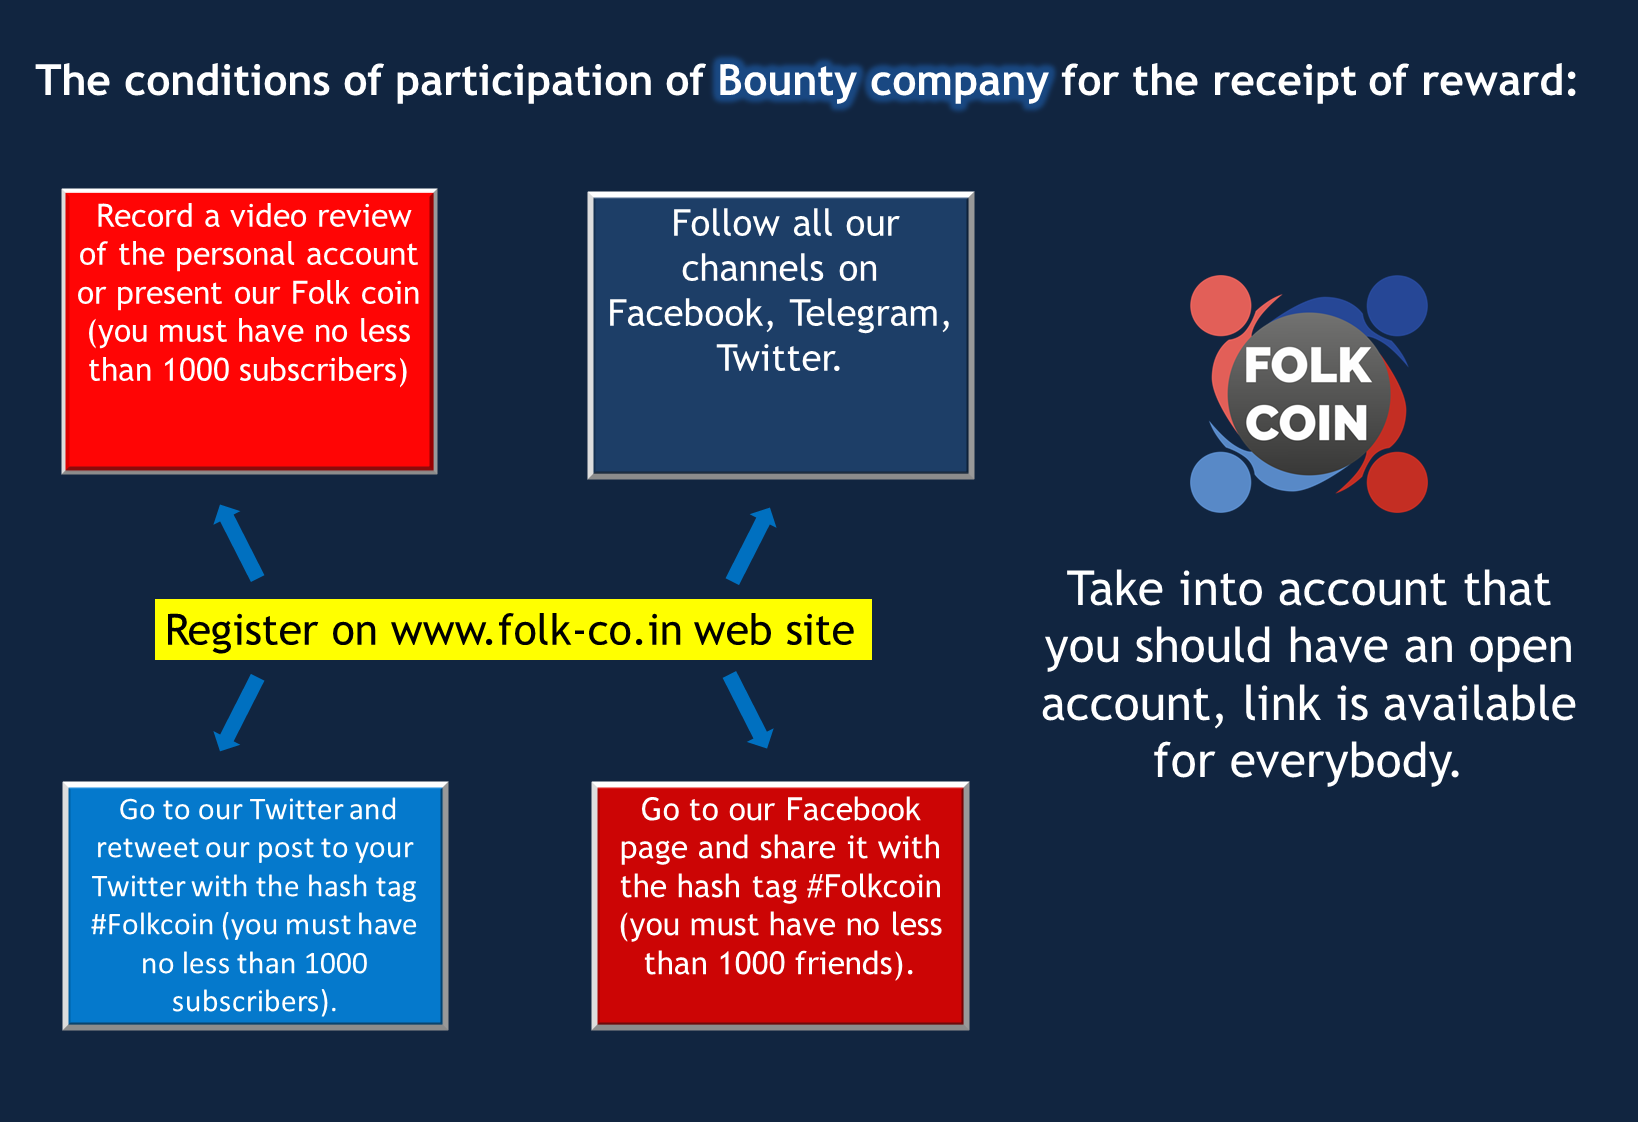 The conditions of participation of Bounty company for the receipt of reward:
Record a video review
of the personal account
or present our Folk coin
(you must have no less
than 1000 subscribers)
Follow all our
channels on
Facebook, Telegram,
Twitter.
FOLK
COIN
Register on www.folk-co.in web site
Take into account that
you should have an open
account, link is available
for everybody.
Go to our Twitter and
retweet our post to your
Twitter with the hash tag
#Folkcoin (you must have
no less than 1000
subscribers).
Go to our Facebook
page and share it with
the hash tag #Folkcoin
(you must have no less
than 1000 friends).